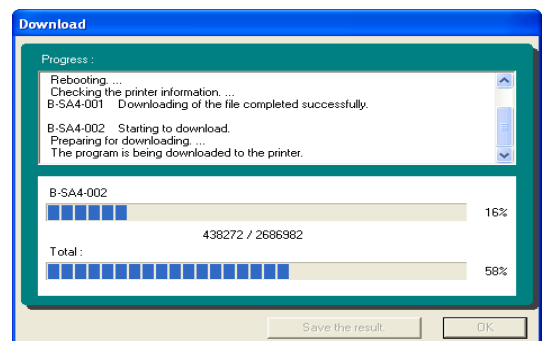 Download
Progress :
Rebooting. ...
Checking the printer information. ...
B-SA4-001 Downloading of the file completed successfully.
B-SA4-002 Starting to download.
Preparing for downloading. ...
The program is being downloaded to the printer.
B-SA4-002
16%
438272 / 2686982
Total :
58%
Save the result.
OK